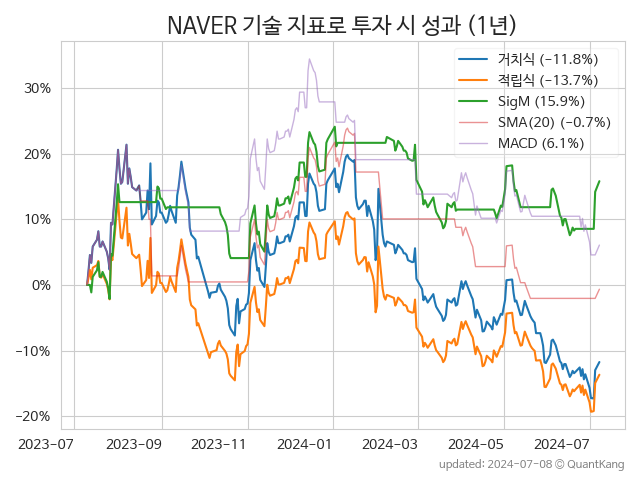 NAVER 기술 지표로 투자 시 성과 (1년)
거치식 (-11.8%)
적립식 (-13.7%)
SigM (15.9%)
SMA(20) (-0.7%)
MACD (6.1%)
30%
20%
10%
0%
-10%
-20%
2023-07 2023-09 2023-11 2024-01 2024-03 2024-05 2024-07
updated: 2024-07-08 © QuantKang